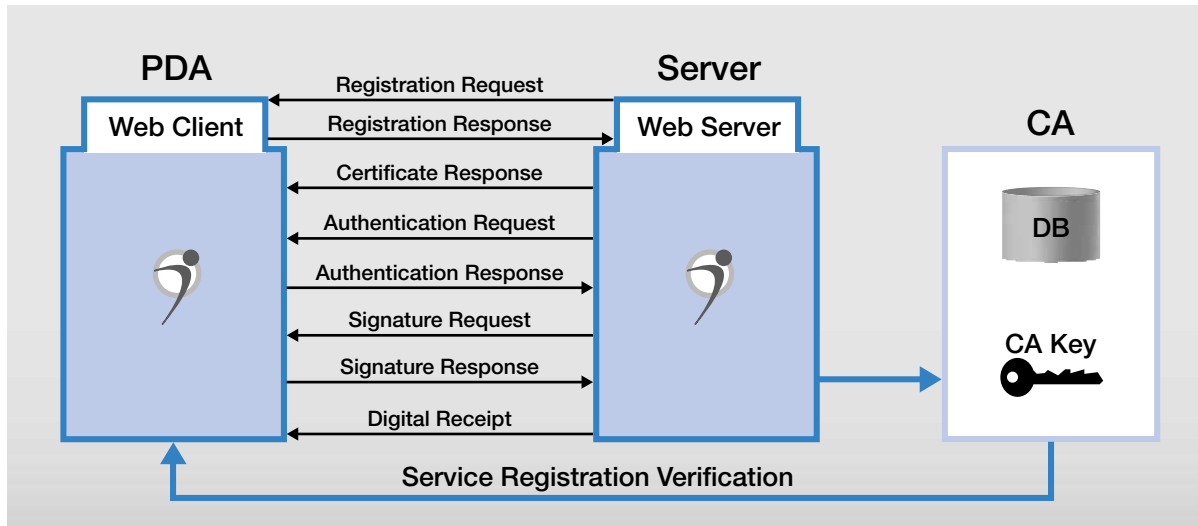 PDA
Server
CA
Web Client
Web Server
Registration Request
Registration Response
Certificate Response
Authentication Request
Authentication Response
Signature Request
Signature Response
Digital Receipt
DB
CA Key
Service Registration Verification